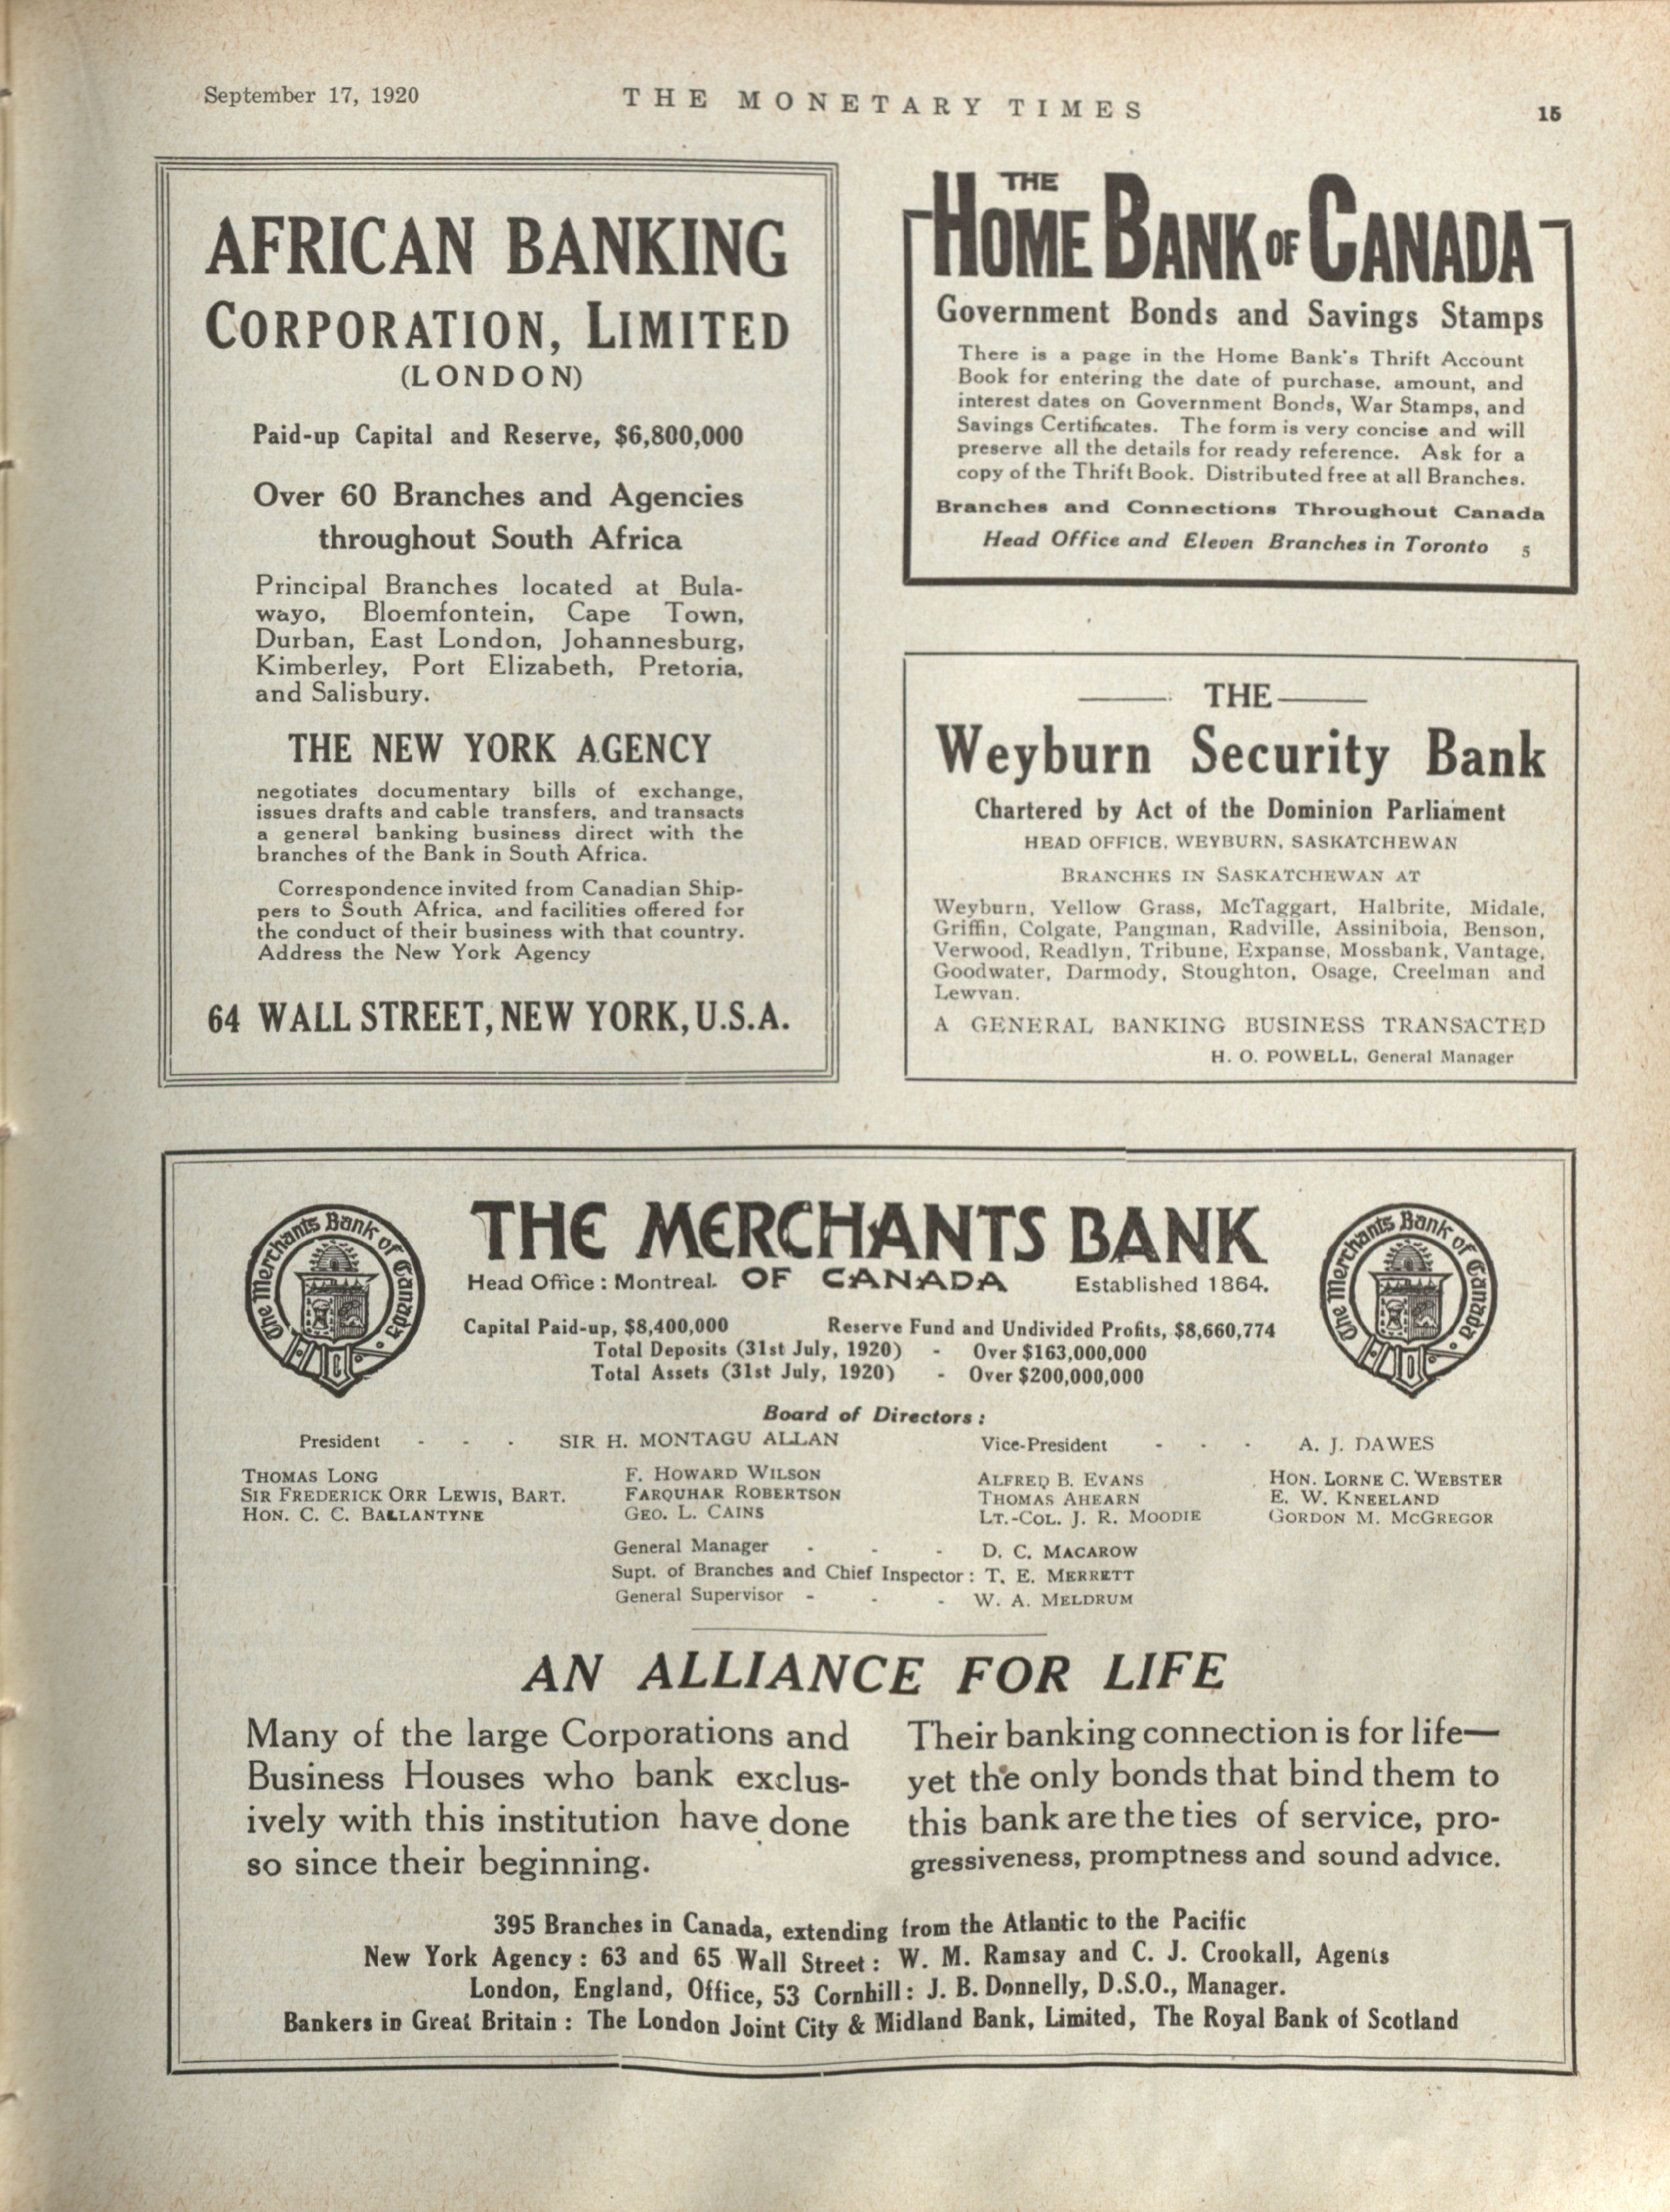 September 17, 1920
THE MONETARY TIMES
15
AFRICAN BANKING
CORPORATION, LIMITED
(LONDON)
Paid-up Capital and Reserve, $6,800,000
Over 60 Branches and Agencies
throughout South Africa
Principal Branches located at Bula-
wayo, Bloemfontein, Cape Town,
Durban, East London, Johannesburg,
Kimberley, Port Elizabeth, Pretoria,
and Salisbury.
THE NEW YORK AGENCY
negotiates documentary bills of exchange,
issues drafts and cable transfers, and transacts
a general banking business direct with the
branches of the Bank in South Africa.
Correspondence invited from Canadian Ship-
pers to South Africa, and facilities offered for
the conduct of their business with that country.
Address the New York Agency
64 WALL STREET, NEW YORK, U.S.A.
THE
HOME BANK OF CANADA
Government Bonds and Savings Stamps
There is a page in the Home Bank's Thrift Account
Book for entering the date of purchase, amount, and
interest dates on Government Bonds, War Stamps, and
Savings Certificates. The form is very concise and will
preserve all the details for ready reference. Ask for a
copy of the Thrift Book. Distributed free at all Branches.
Branches and Connections Throughout Canada
Head Office and Eleven Branches in Toronto 5
THE
Weyburn Security Bank
Chartered by Act of the Dominion Parliament
HEAD OFFICE, WEYBURN, SASKATCHEWAN
BRANCHES IN SASKATCHEWAN AT
Weyburn, Yellow Grass, McTaggart, Halbrite, Midale,
Griffin, Colgate, Pangman, Radville, Assiniboia, Benson,
Verwood, Readlyn, Tribune, Expanse, Mossbank, Vantage,
Goodwater, Darmody, Stoughton, Osage, Creelman and
Lewvan.
A GENERAL BANKING BUSINESS TRANSACTED
H. O. POWELL, General Manager
The Merchants Bank of Canada
THE MERCHANTS BANK
The Merchants Bank of Canada
Head Office : Montreal. OF CANADA Established 1864.
Capital Paid-up, $8,400,000 Reserve Fund and Undivided Profits, $8,660,774
Total Deposits (31st July, 1920) - Over $163,000,000
Total Assets (31st July, 1920) - Over $200,000,000
Board of Directors :
President - - - SIR H. MONTAGU ALLAN Vice-President - - - A. J. DAWES
THOMAS LONG F. HOWARD WILSON ALFRED B. EVANS HON. LORNE C. WEBSTER
SIR FREDERICK ORR LEWIS, BART. FARQUHAR ROBERTSON THOMAS AHEARN E. W. KNEELAND
HON. C. C. BALLANTYNE GEO. L. CAINS LT.-COL. J. R. MOODIE GORDON M. MCGREGOR
General Manager - - - D. C. MACAROW
Supt. of Branches and Chief Inspector : T. E. MERRETT
General Supervisor - - - W. A. MELDRUM
AN ALLIANCE FOR LIFE
Many of the large Corporations and
Business Houses who bank exclus-
ively with this institution have done
so since their beginning.
Their banking connection is for life—
yet the only bonds that bind them to
this bank are the ties of service, pro-
gressiveness, promptness and sound advice.
395 Branches in Canada, extending from the Atlantic to the Pacific
New York Agency : 63 and 65 Wall Street : W. M. Ramsay and C. J. Crookall, Agents
London, England, Office, 53 Cornhill : J. B. Donnelly, D.S.O., Manager.
Bankers in Great Britain : The London Joint City & Midland Bank, Limited, The Royal Bank of Scotland